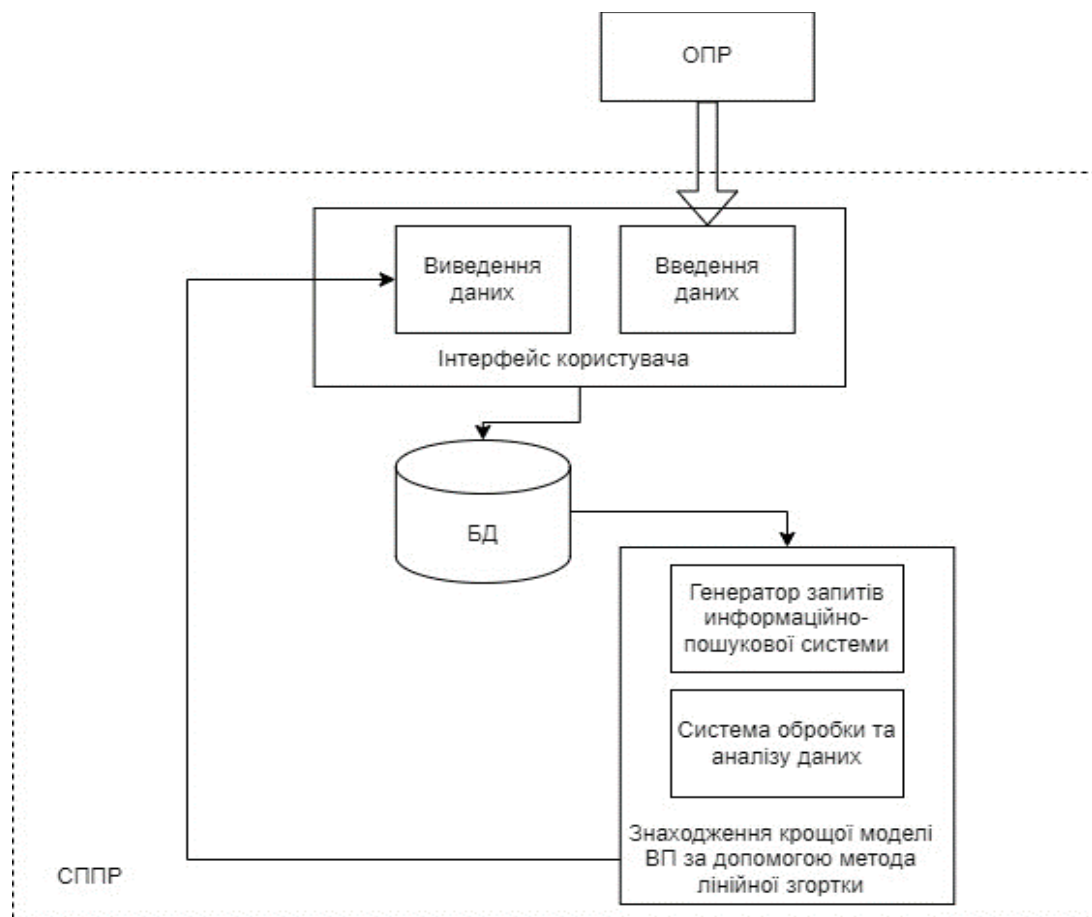 ОПР
Виведення
даних
Введення
даних
Інтерфейс користувача
БД
Генератор запитів
информаційно-
пошукової системи
Система обробки та
аналізу даних
Знаходження крощої моделі
ВП за допомогою метода
лінійної згортки
СППР